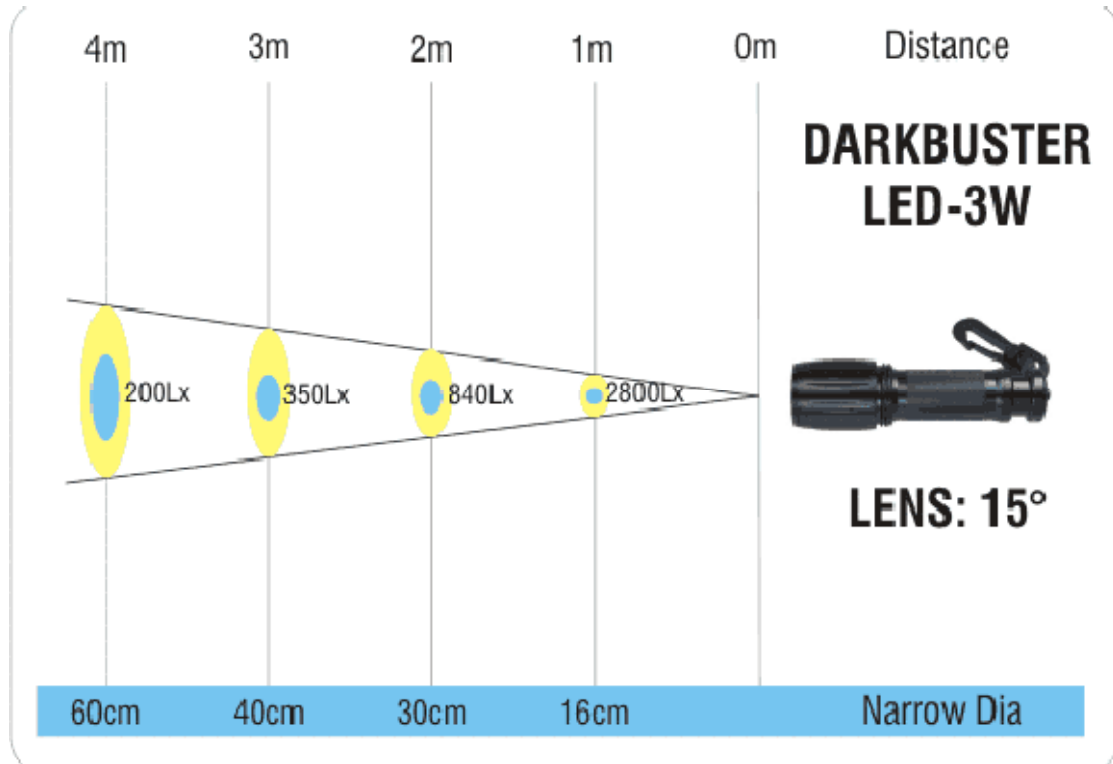 4m 3m 2m 1m 0m Distance
DARKBUSTER
LED-3W
200Lx 350Lx 840Lx 2800Lx
LENS: 15°
60cm 40cm 30cm 16cm Narrow Dia